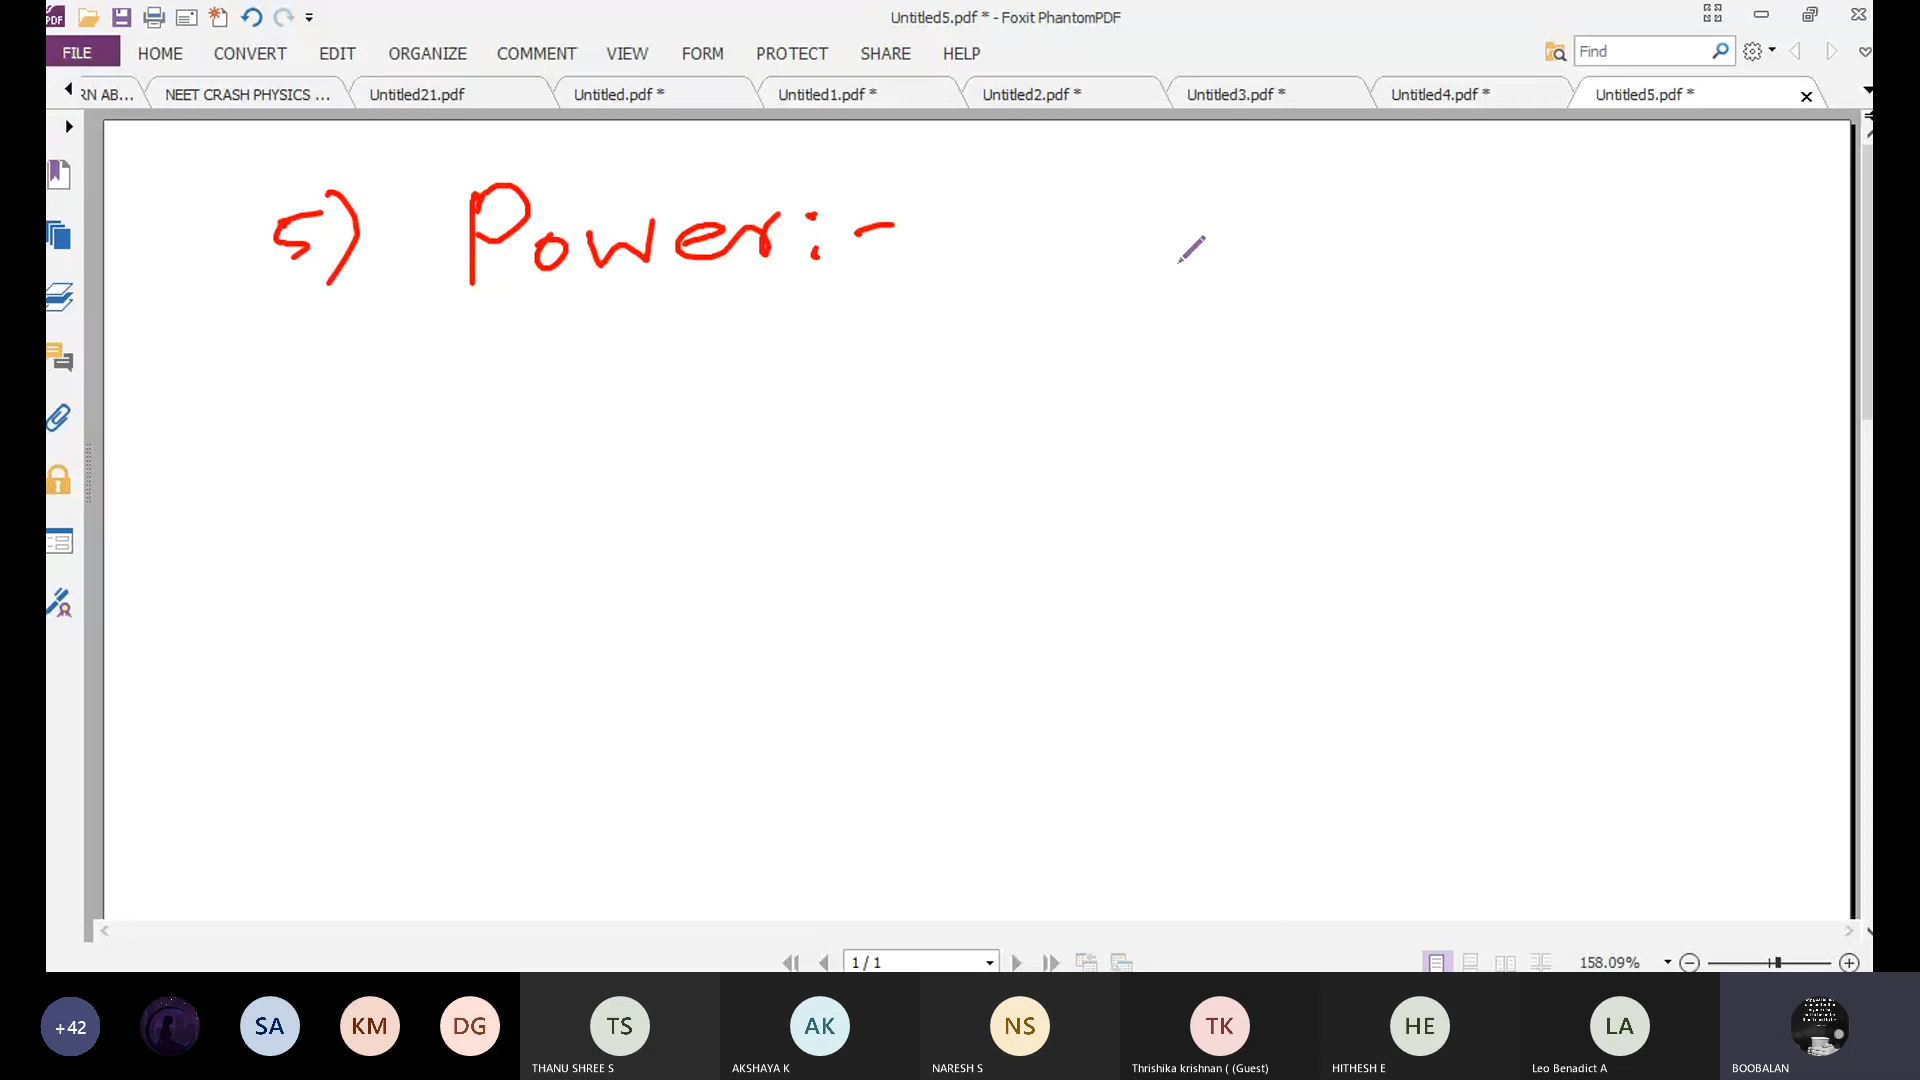 Untitled5.pdf * - Foxit PhantomPDF
FILE HOME CONVERT EDIT ORGANIZE COMMENT VIEW FORM PROTECT SHARE HELP Find
RN AB... NEET CRASH PHYSICS ... Untitled21.pdf Untitled.pdf * Untitled1.pdf * Untitled2.pdf * Untitled3.pdf * Untitled4.pdf * Untitled5.pdf *
5) Power:-
1 / 1 158.09%
+42 SA KM DG TS AK NS TK HE LA
THANU SHREE S AKSHAYA K NARESH S Thrishika krishnan ( (Guest) HITHESH E Leo Benadict A BOOBALAN